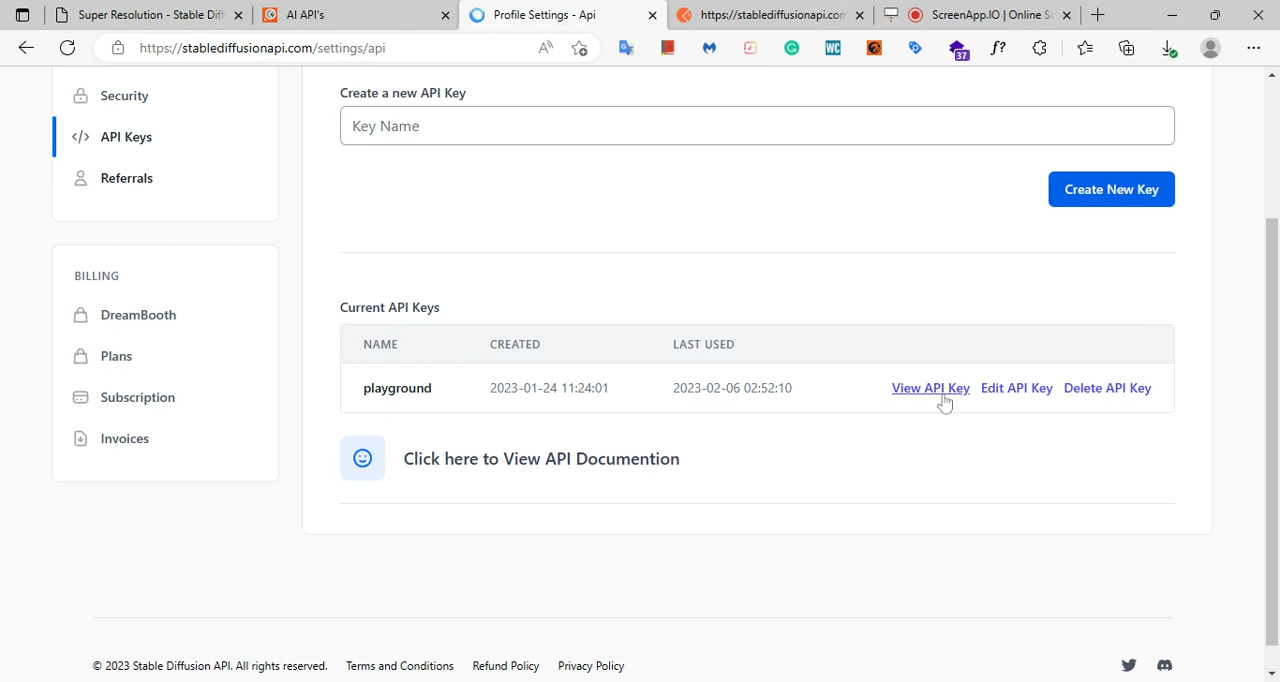 Super Resolution - Stable Diff
AI API's
Profile Settings - Api
https://stablediffusionapi.com
ScreenApp.IO | Online Sc
https://stablediffusionapi.com/settings/api
WC
37
f?
Security
API Keys
Referrals
BILLING
DreamBooth
Plans
Subscription
Invoices
Create a new API Key
Key Name
Create New Key
Current API Keys
NAME CREATED LAST USED
playground 2023-01-24 11:24:01 2023-02-06 02:52:10 View API Key Edit API Key Delete API Key
Click here to View API Documention
© 2023 Stable Diffusion API. All rights reserved. Terms and Conditions Refund Policy Privacy Policy